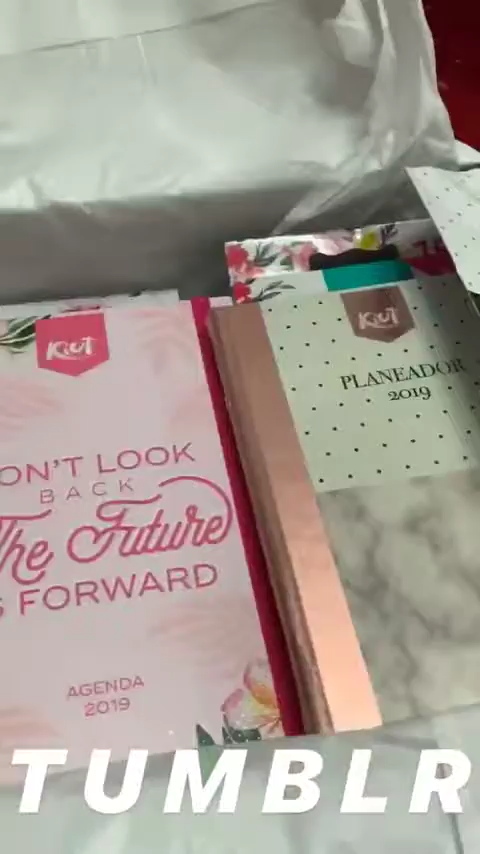 KIUT
ON'T LOOK
BACK
The Future
S FORWARD
AGENDA
2019
KIUT
PLANEADOR
2019
TUMBLR